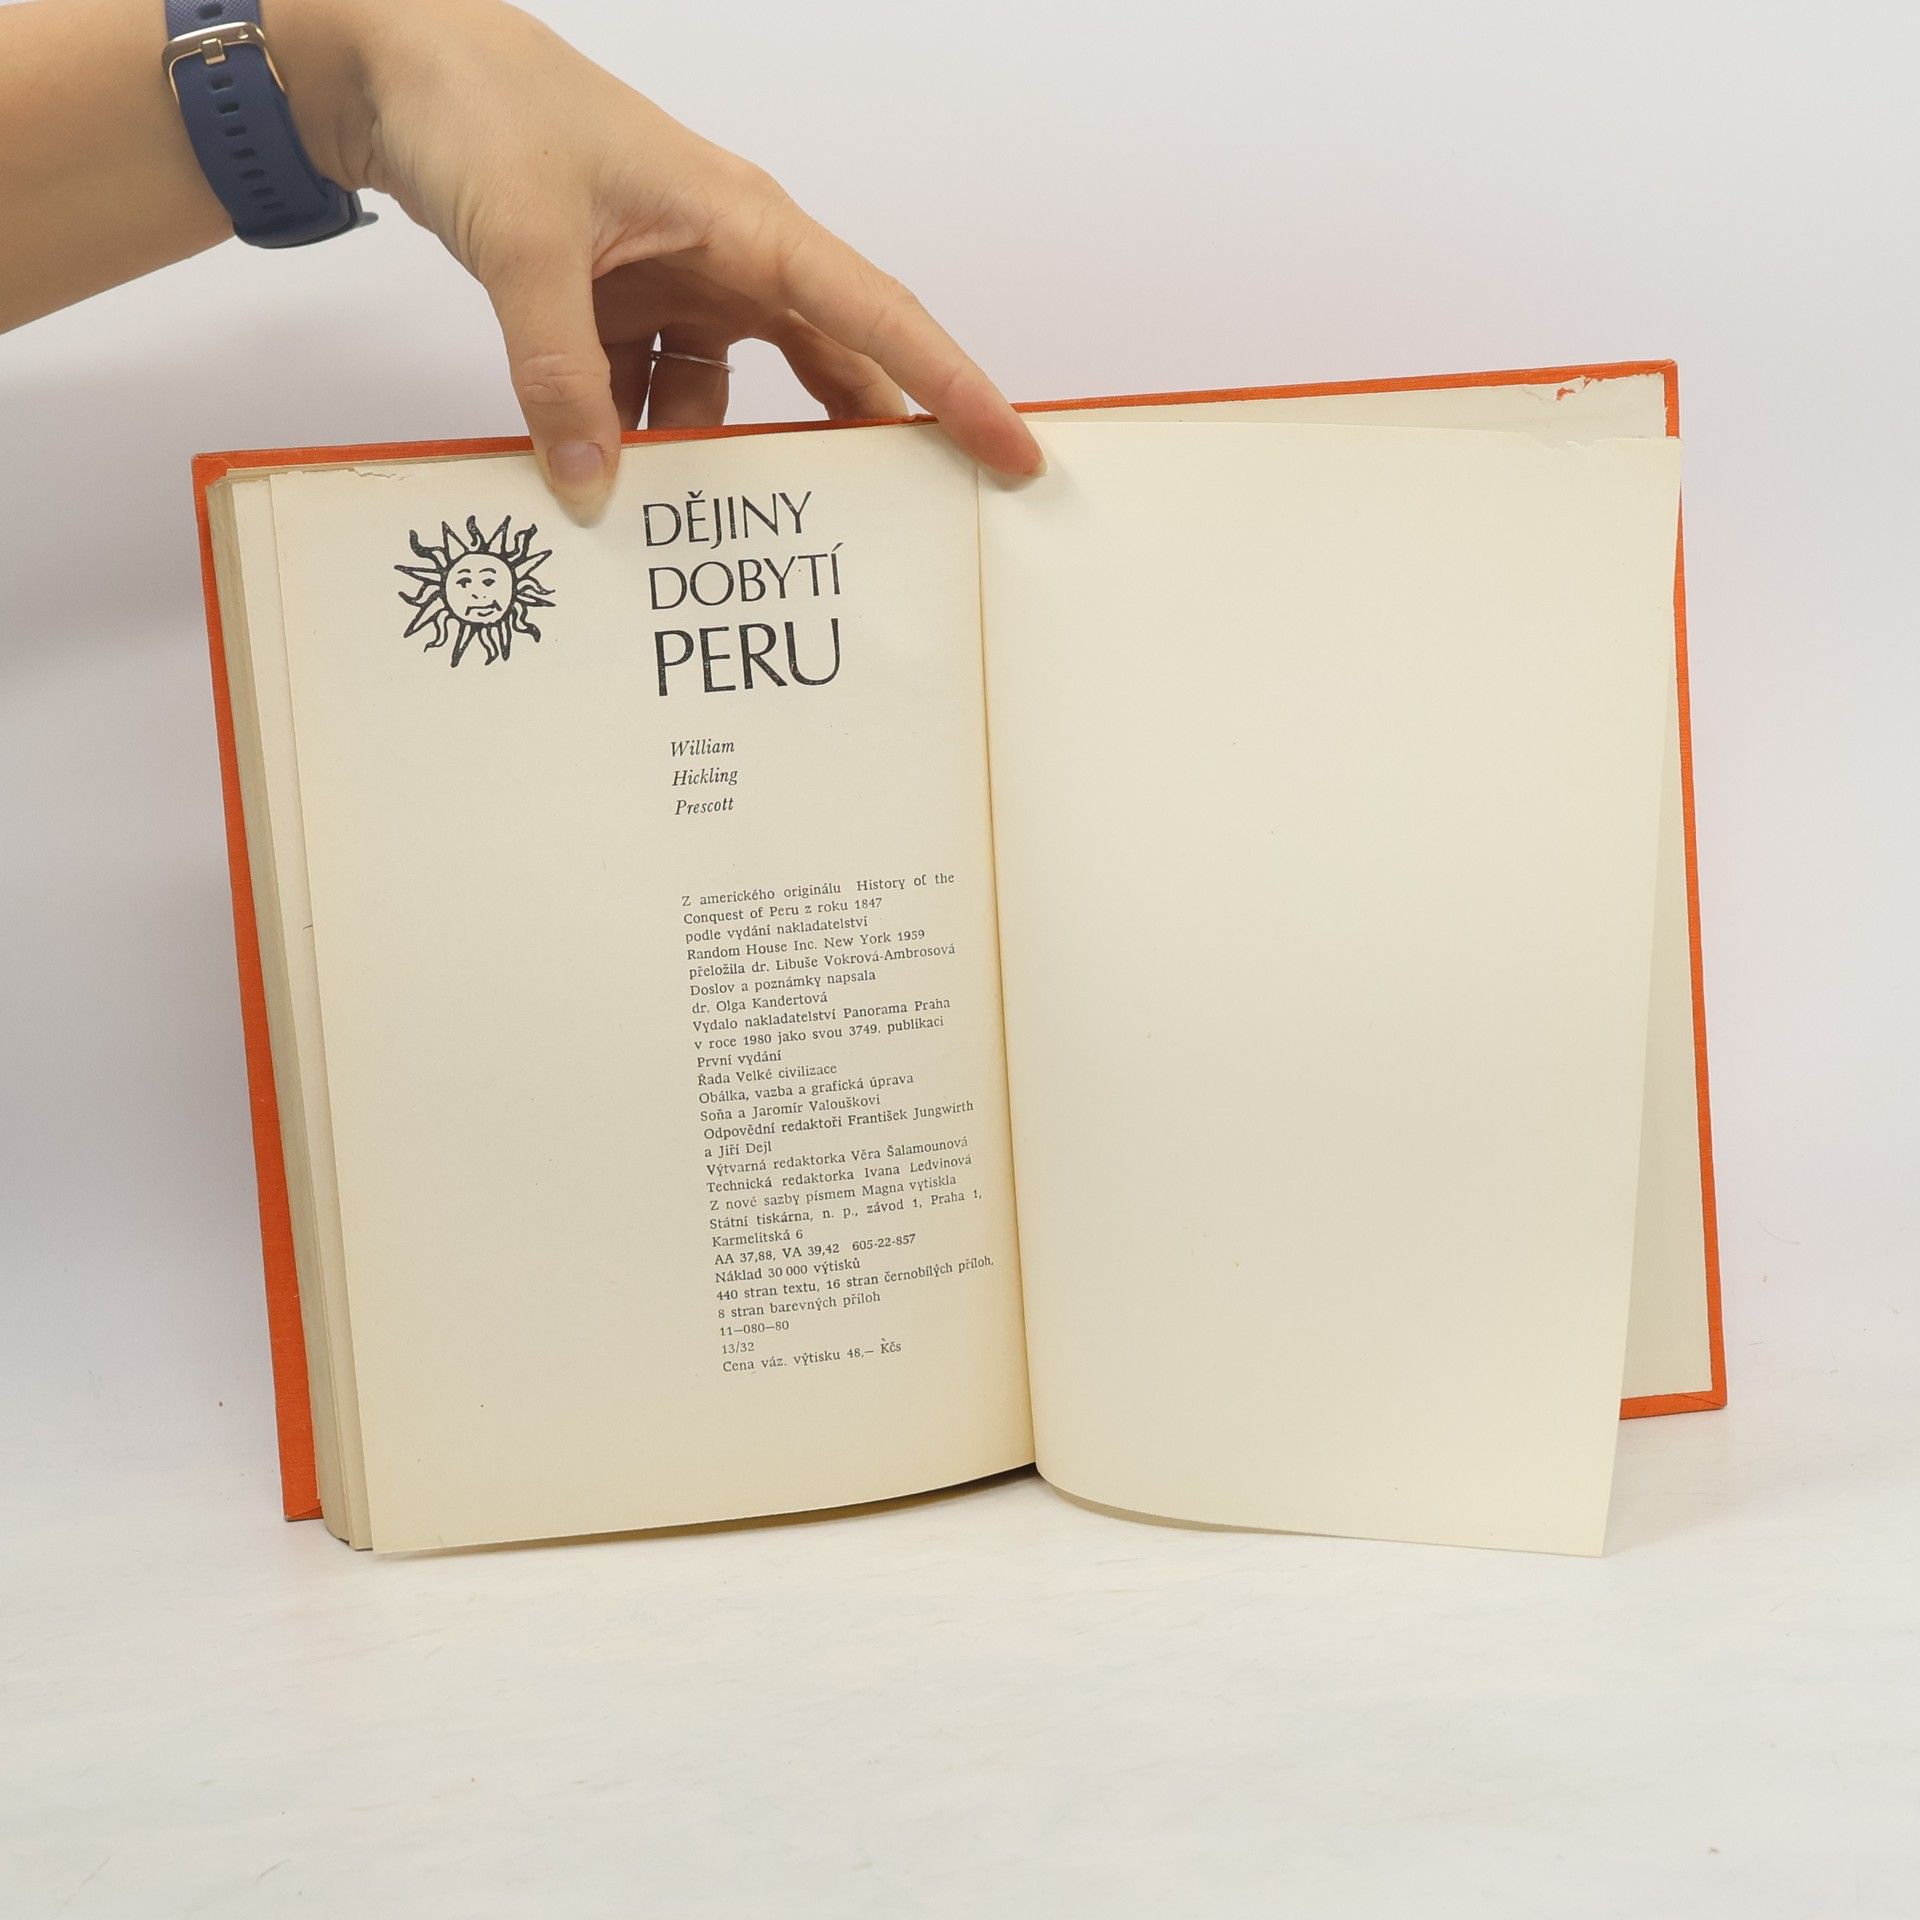 DĚJINY
DOBYTÍ
PERU
William
Hickling
Prescott
Z amerického originálu History of the
Conquest of Peru z roku 1847
podle vydání nakladatelství
Random House Inc. New York 1959
přeložila dr. Libuše Vokrová-Ambrosová
Doslov a poznámky napsala
dr. Olga Kandertová
Vydalo nakladatelství Panorama Praha
v roce 1980 jako svou 3749. publikaci
První vydání
Řada Velké civilizace
Obálka, vazba a grafická úprava
Soňa a Jaromír Valouškovi
Odpovědní redaktoři František Jungwirth
a Jiří Dejl
Výtvarná redaktorka Věra Šalamounová
Technická redaktorka Ivana Ledvinová
Z nové sazby písmem Magna vytiskla
Státní tiskárna, n. p., závod 1, Praha 1,
Karmelitská 6
AA 37,88, VA 39,42 605-22-857
Náklad 30 000 výtisků
440 stran textu, 16 stran černobílých příloh,
8 stran barevných příloh
11—080—80
13/32
Cena váz. výtisku 48,— Kčs